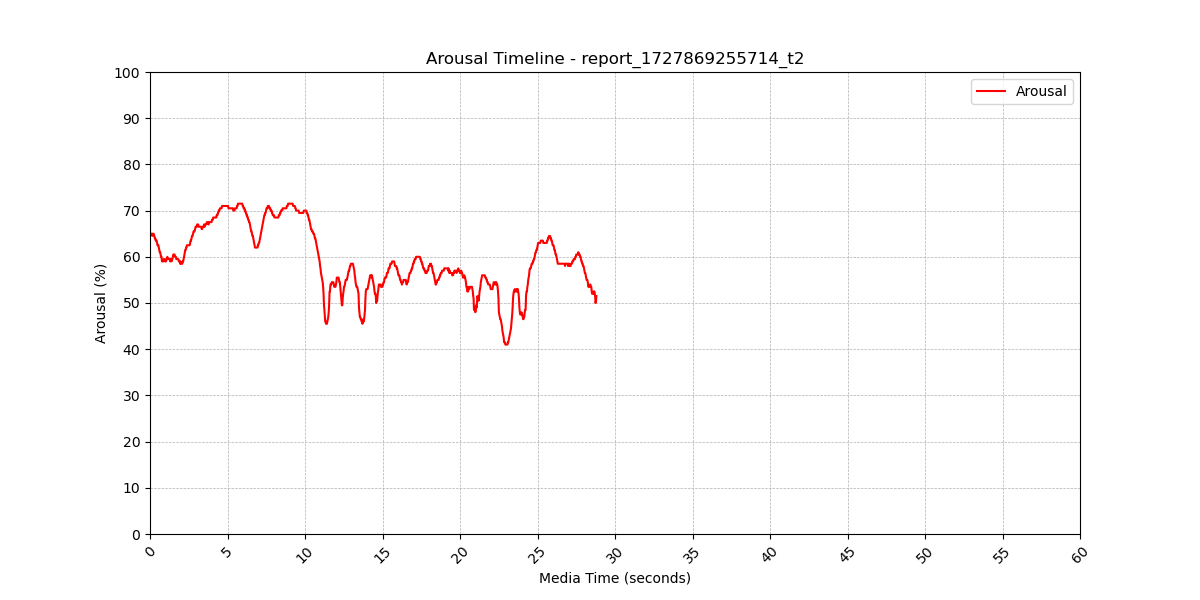 Arousal Timeline - report_1727869255714_t2
Arousal
100
90
80
70
60
50
40
30
20
10
0
Arousal (%)
0 5 10 15 20 25 30 35 40 45 50 55 60
Media Time (seconds)